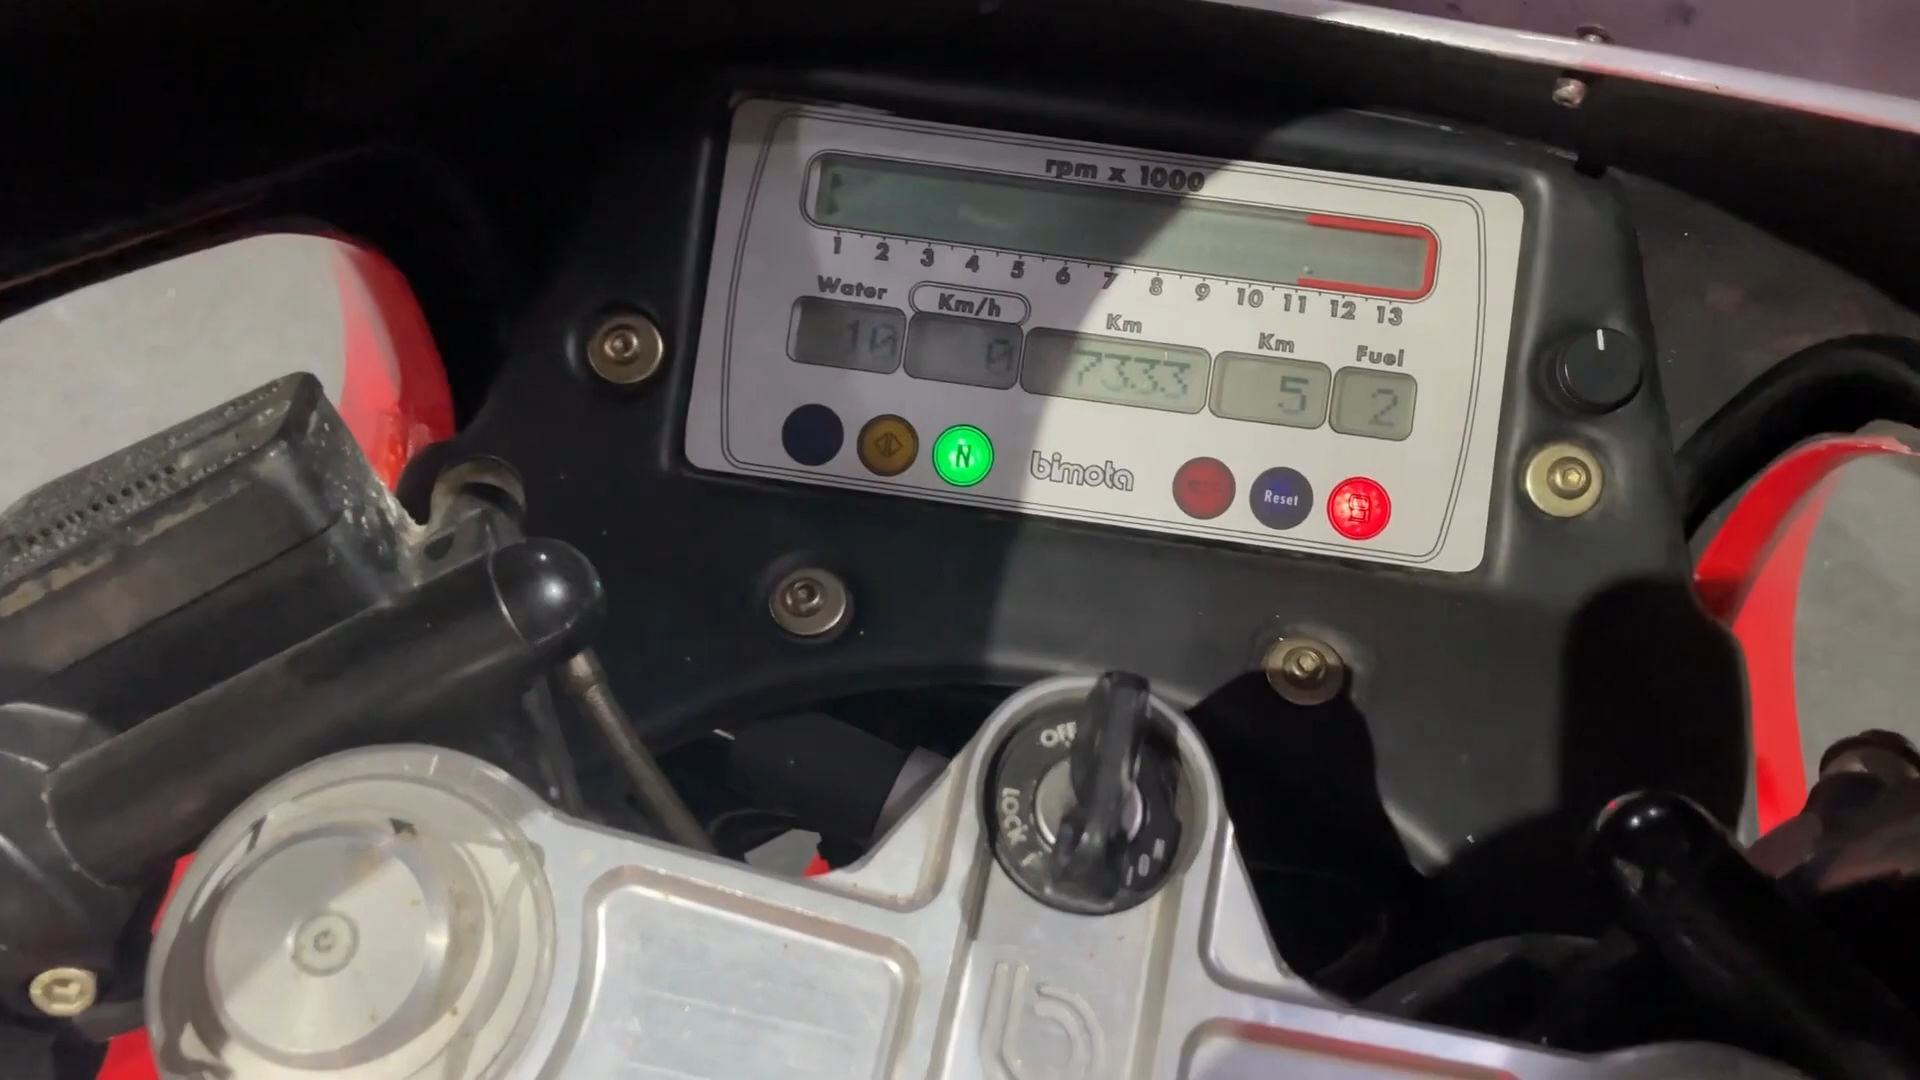 rpm x 1000
1 2 3 4 5 6 7 8 9 10 11 12 13
Water Km/h Km Km Fuel
10 0 7333 5 2
N bimota Reset
OFF
ON
LOCK P